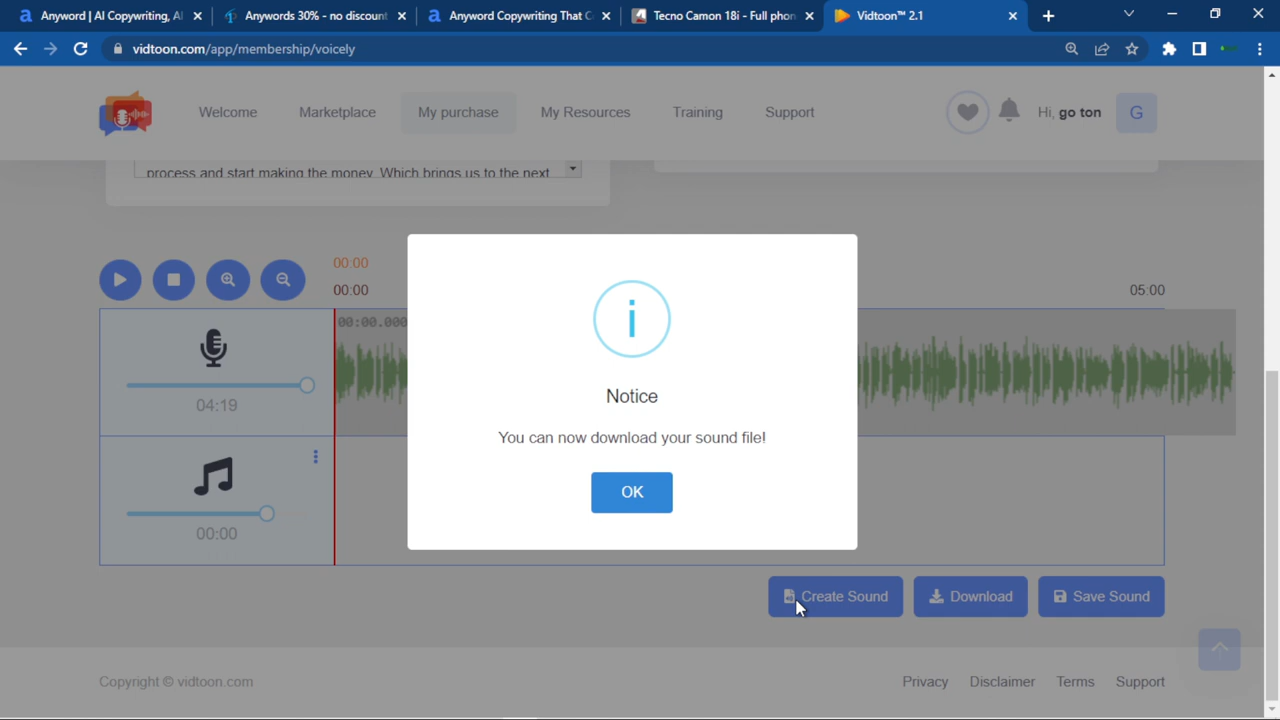 Anyword | AI Copywriting, AI
Anywords 30% - no discount
Anyword Copywriting That C
Tecno Camon 18i - Full phon
Vidtoon™ 2.1
vidtoon.com/app/membership/voicely
Welcome
Marketplace
My purchase
My Resources
Training
Support
Hi, go ton
G
process and start making the money. Which brings us to the next
00:00
00:00
05:00
00:00.000
04:19
00:00
i
Notice
You can now download your sound file!
OK
Create Sound
Download
Save Sound
Copyright © vidtoon.com
Privacy
Disclaimer
Terms
Support